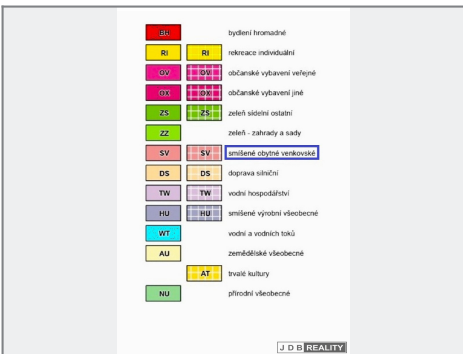 BH bydlení hromadné
RI RI rekreace individuální
OV OV občanské vybavení veřejné
OX OX občanské vybavení jiné
ZS ZS zeleň sídelní ostatní
ZZ zeleň - zahrady a sady
SV SV smíšené obytné venkovské
DS DS doprava silniční
TW TW vodní hospodářství
HU HU smíšené výrobní všeobecné
WT vodní a vodních toků
AU zemědělské všeobecné
AT trvalé kultury
NU přírodní všeobecné
JDB REALITY